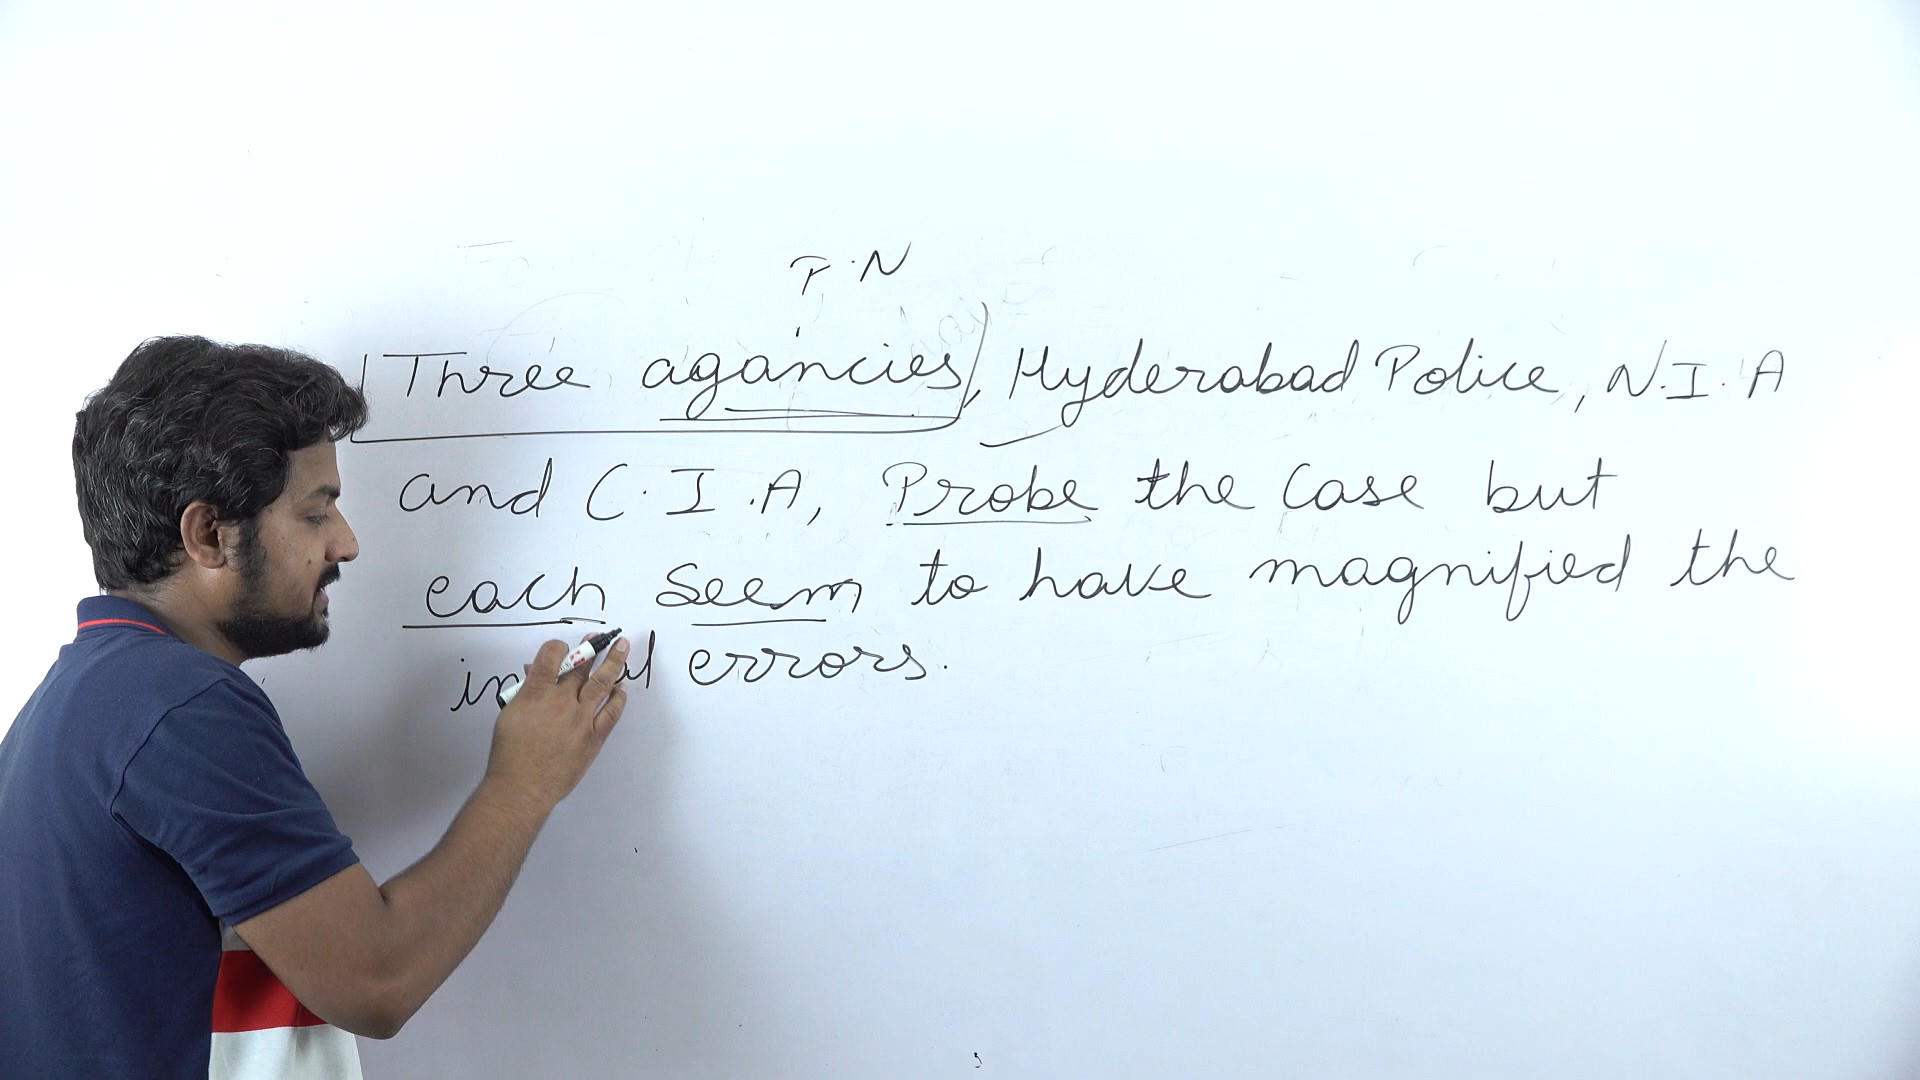 P.N
Three agancies, Hyderabad Police, N.I.A
and C.I.A, Probe the Case but
each Seem to have magnified the
errors.